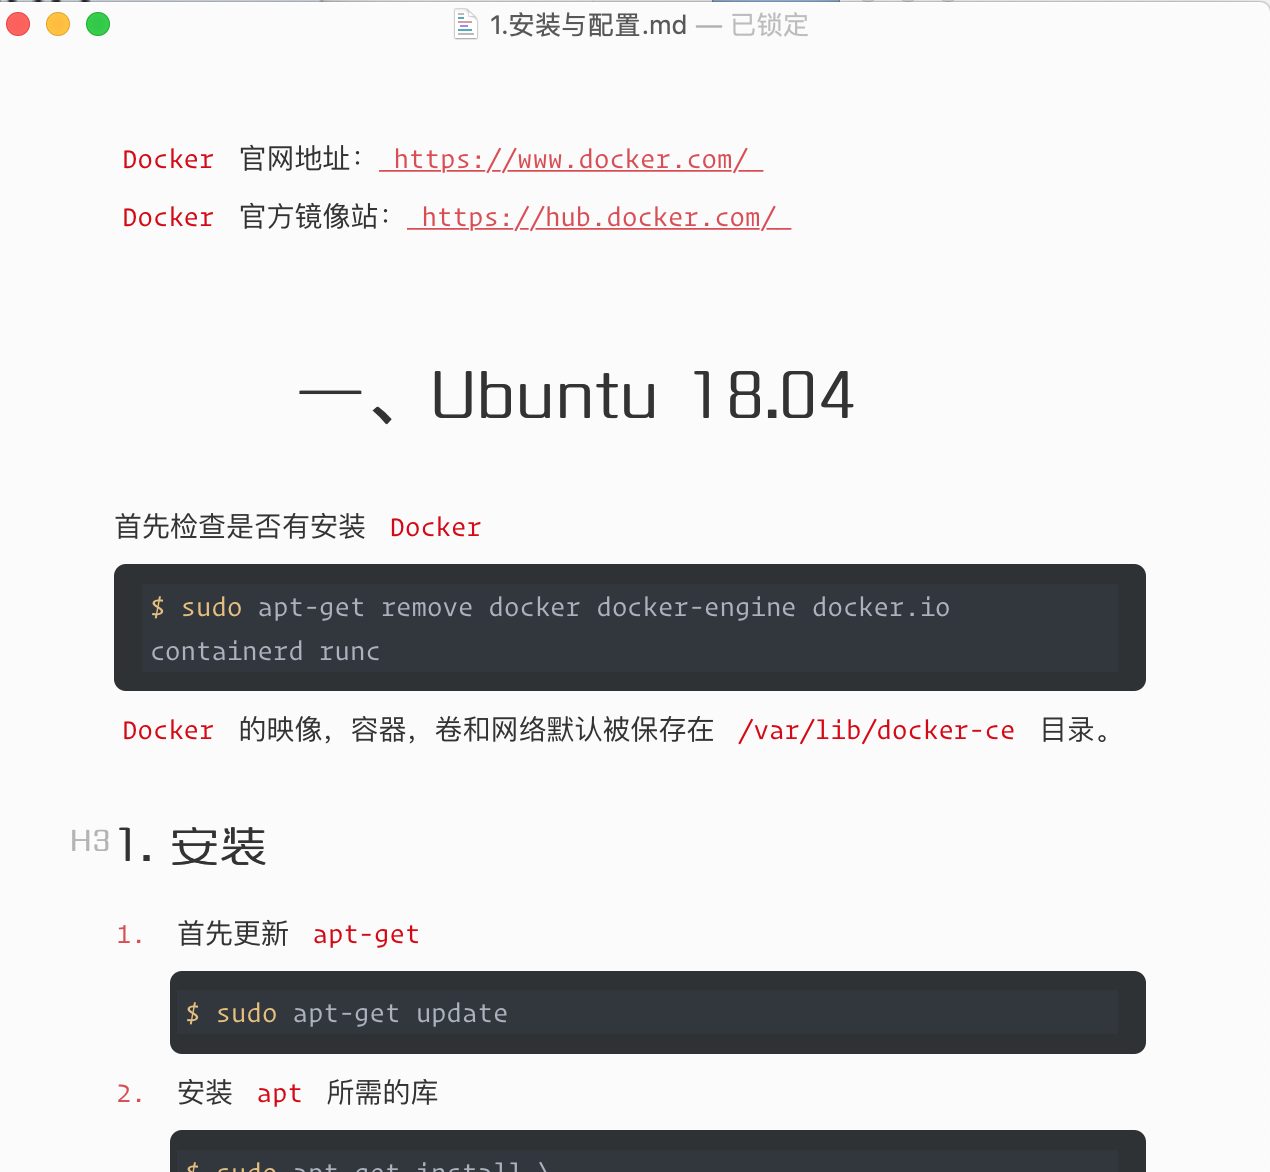 1.安装与配置.md — 已锁定
Docker 官网地址： https://www.docker.com/
Docker 官方镜像站： https://hub.docker.com/
一、Ubuntu 18.04
首先检查是否有安装 Docker
$ sudo apt-get remove docker docker-engine docker.io
containerd runc
Docker 的映像，容器，卷和网络默认被保存在 /var/lib/docker-ce 目录。
H3 1. 安装
1. 首先更新 apt-get
$ sudo apt-get update
2. 安装 apt 所需的库
$ sudo apt-get install \